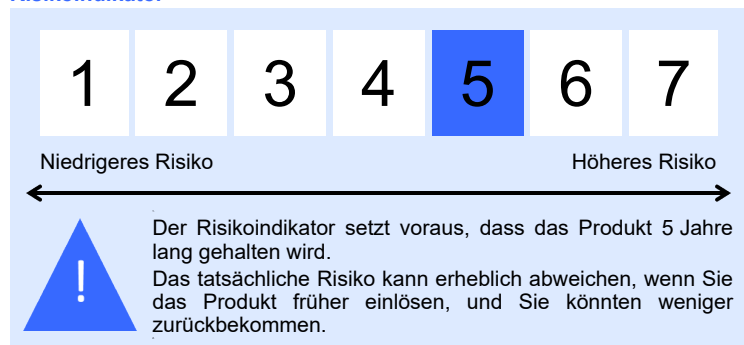 Risikoindikator
1 2 3 4 5 6 7
Niedrigeres Risiko Höheres Risiko
!
Der Risikoindikator setzt voraus, dass das Produkt 5 Jahre
lang gehalten wird.
Das tatsächliche Risiko kann erheblich abweichen, wenn Sie
das Produkt früher einlösen, und Sie könnten weniger
zurückbekommen.